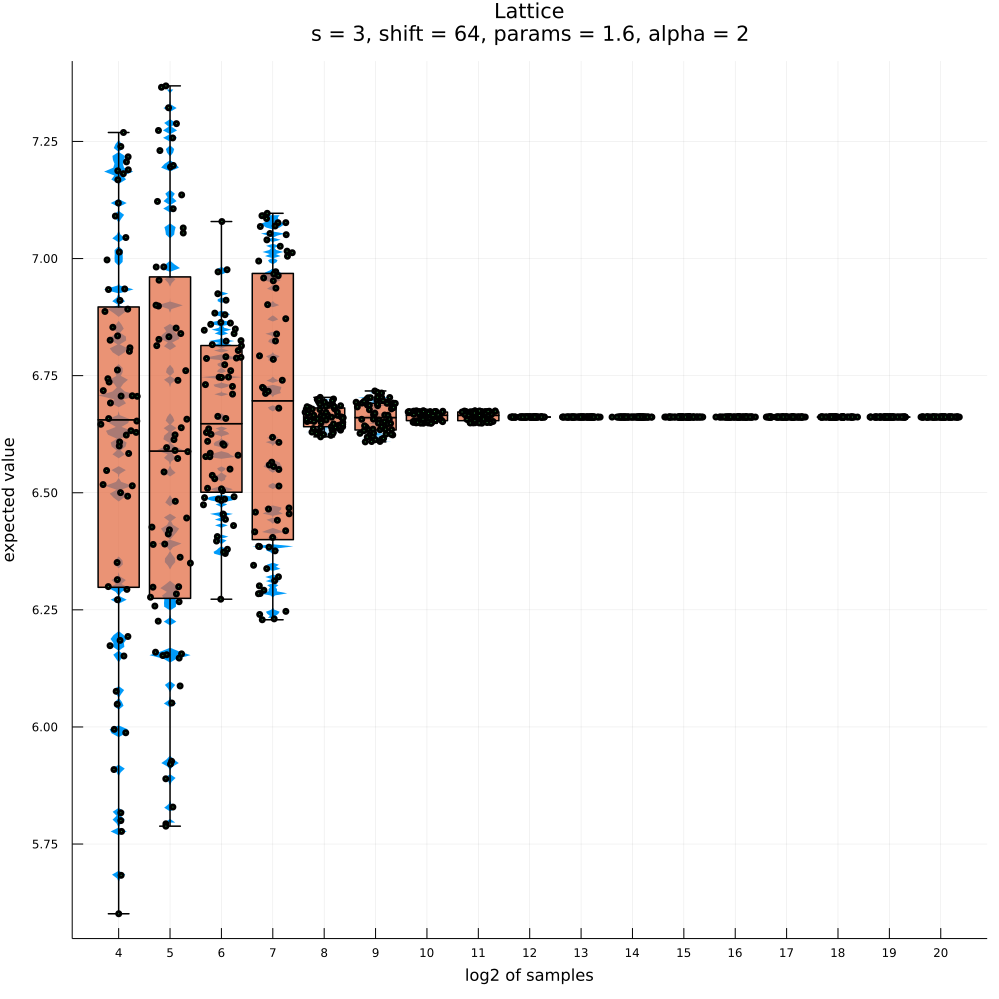 Lattice
s = 3, shift = 64, params = 1.6, alpha = 2
expected value
7.25
7.00
6.75
6.50
6.25
6.00
5.75
4 5 6 7 8 9 10 11 12 13 14 15 16 17 18 19 20
log2 of samples